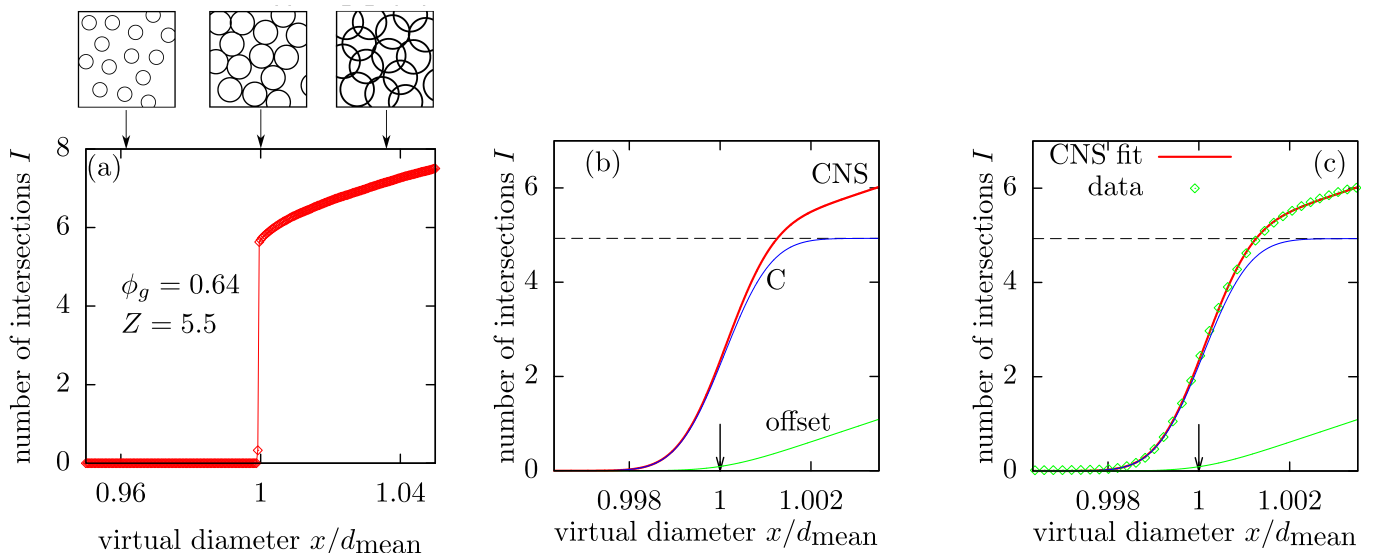 (a)
number of intersections I
8
6
4
2
0
ϕg = 0.64
Z = 5.5
0.96
1
1.04
virtual diameter x/dmean
(b)
number of intersections I
6
4
2
0
CNS
C
offset
0.998
1
1.002
virtual diameter x/dmean
(c)
number of intersections I
6
4
2
0
CNS fit
data
0.998
1
1.002
virtual diameter x/dmean